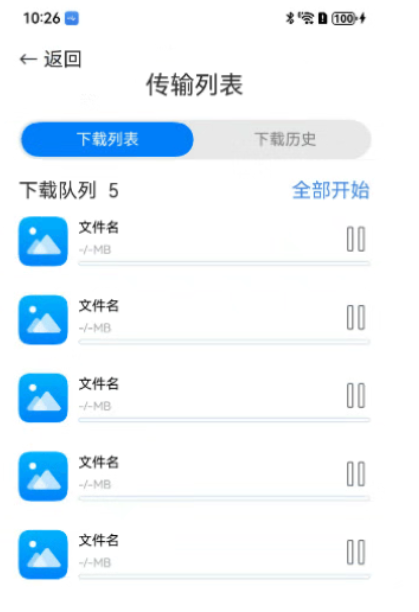 10:26
100
← 返回
传输列表
下载列表 下载历史
下载队列 5 全部开始
文件名
-/-MB
文件名
-/-MB
文件名
-/-MB
文件名
-/-MB
文件名
-/-MB